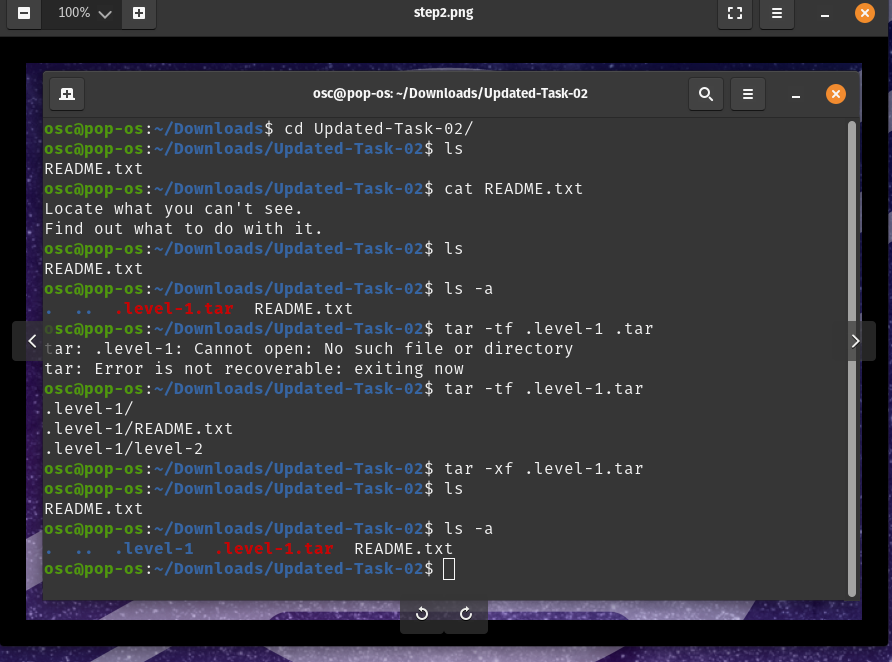 100%
step2.png
osc@pop-os: ~/Downloads/Updated-Task-02
osc@pop-os:~/Downloads$ cd Updated-Task-02/
osc@pop-os:~/Downloads/Updated-Task-02$ ls
README.txt
osc@pop-os:~/Downloads/Updated-Task-02$ cat README.txt
Locate what you can't see.
Find out what to do with it.
osc@pop-os:~/Downloads/Updated-Task-02$ ls
README.txt
osc@pop-os:~/Downloads/Updated-Task-02$ ls -a
.  ..  .level-1.tar  README.txt
osc@pop-os:~/Downloads/Updated-Task-02$ tar -tf .level-1 .tar
tar: .level-1: Cannot open: No such file or directory
tar: Error is not recoverable: exiting now
osc@pop-os:~/Downloads/Updated-Task-02$ tar -tf .level-1.tar
.level-1/
.level-1/README.txt
.level-1/level-2
osc@pop-os:~/Downloads/Updated-Task-02$ tar -xf .level-1.tar
osc@pop-os:~/Downloads/Updated-Task-02$ ls
README.txt
osc@pop-os:~/Downloads/Updated-Task-02$ ls -a
.  ..  .level-1  .level-1.tar  README.txt
osc@pop-os:~/Downloads/Updated-Task-02$